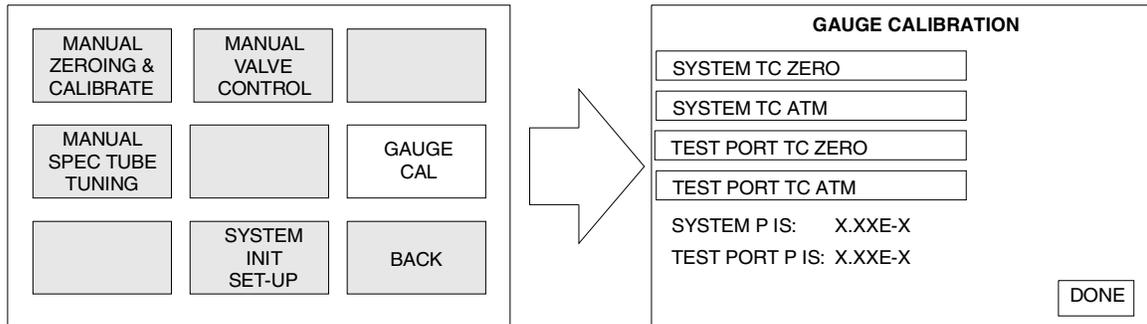 MANUAL
ZEROING &
CALIBRATE
MANUAL
VALVE
CONTROL
MANUAL
SPEC TUBE
TUNING
GAUGE
CAL
SYSTEM
INIT
SET-UP
BACK
GAUGE CALIBRATION
SYSTEM TC ZERO
SYSTEM TC ATM
TEST PORT TC ZERO
TEST PORT TC ATM
SYSTEM P IS: X.XXE-X
TEST PORT P IS: X.XXE-X
DONE